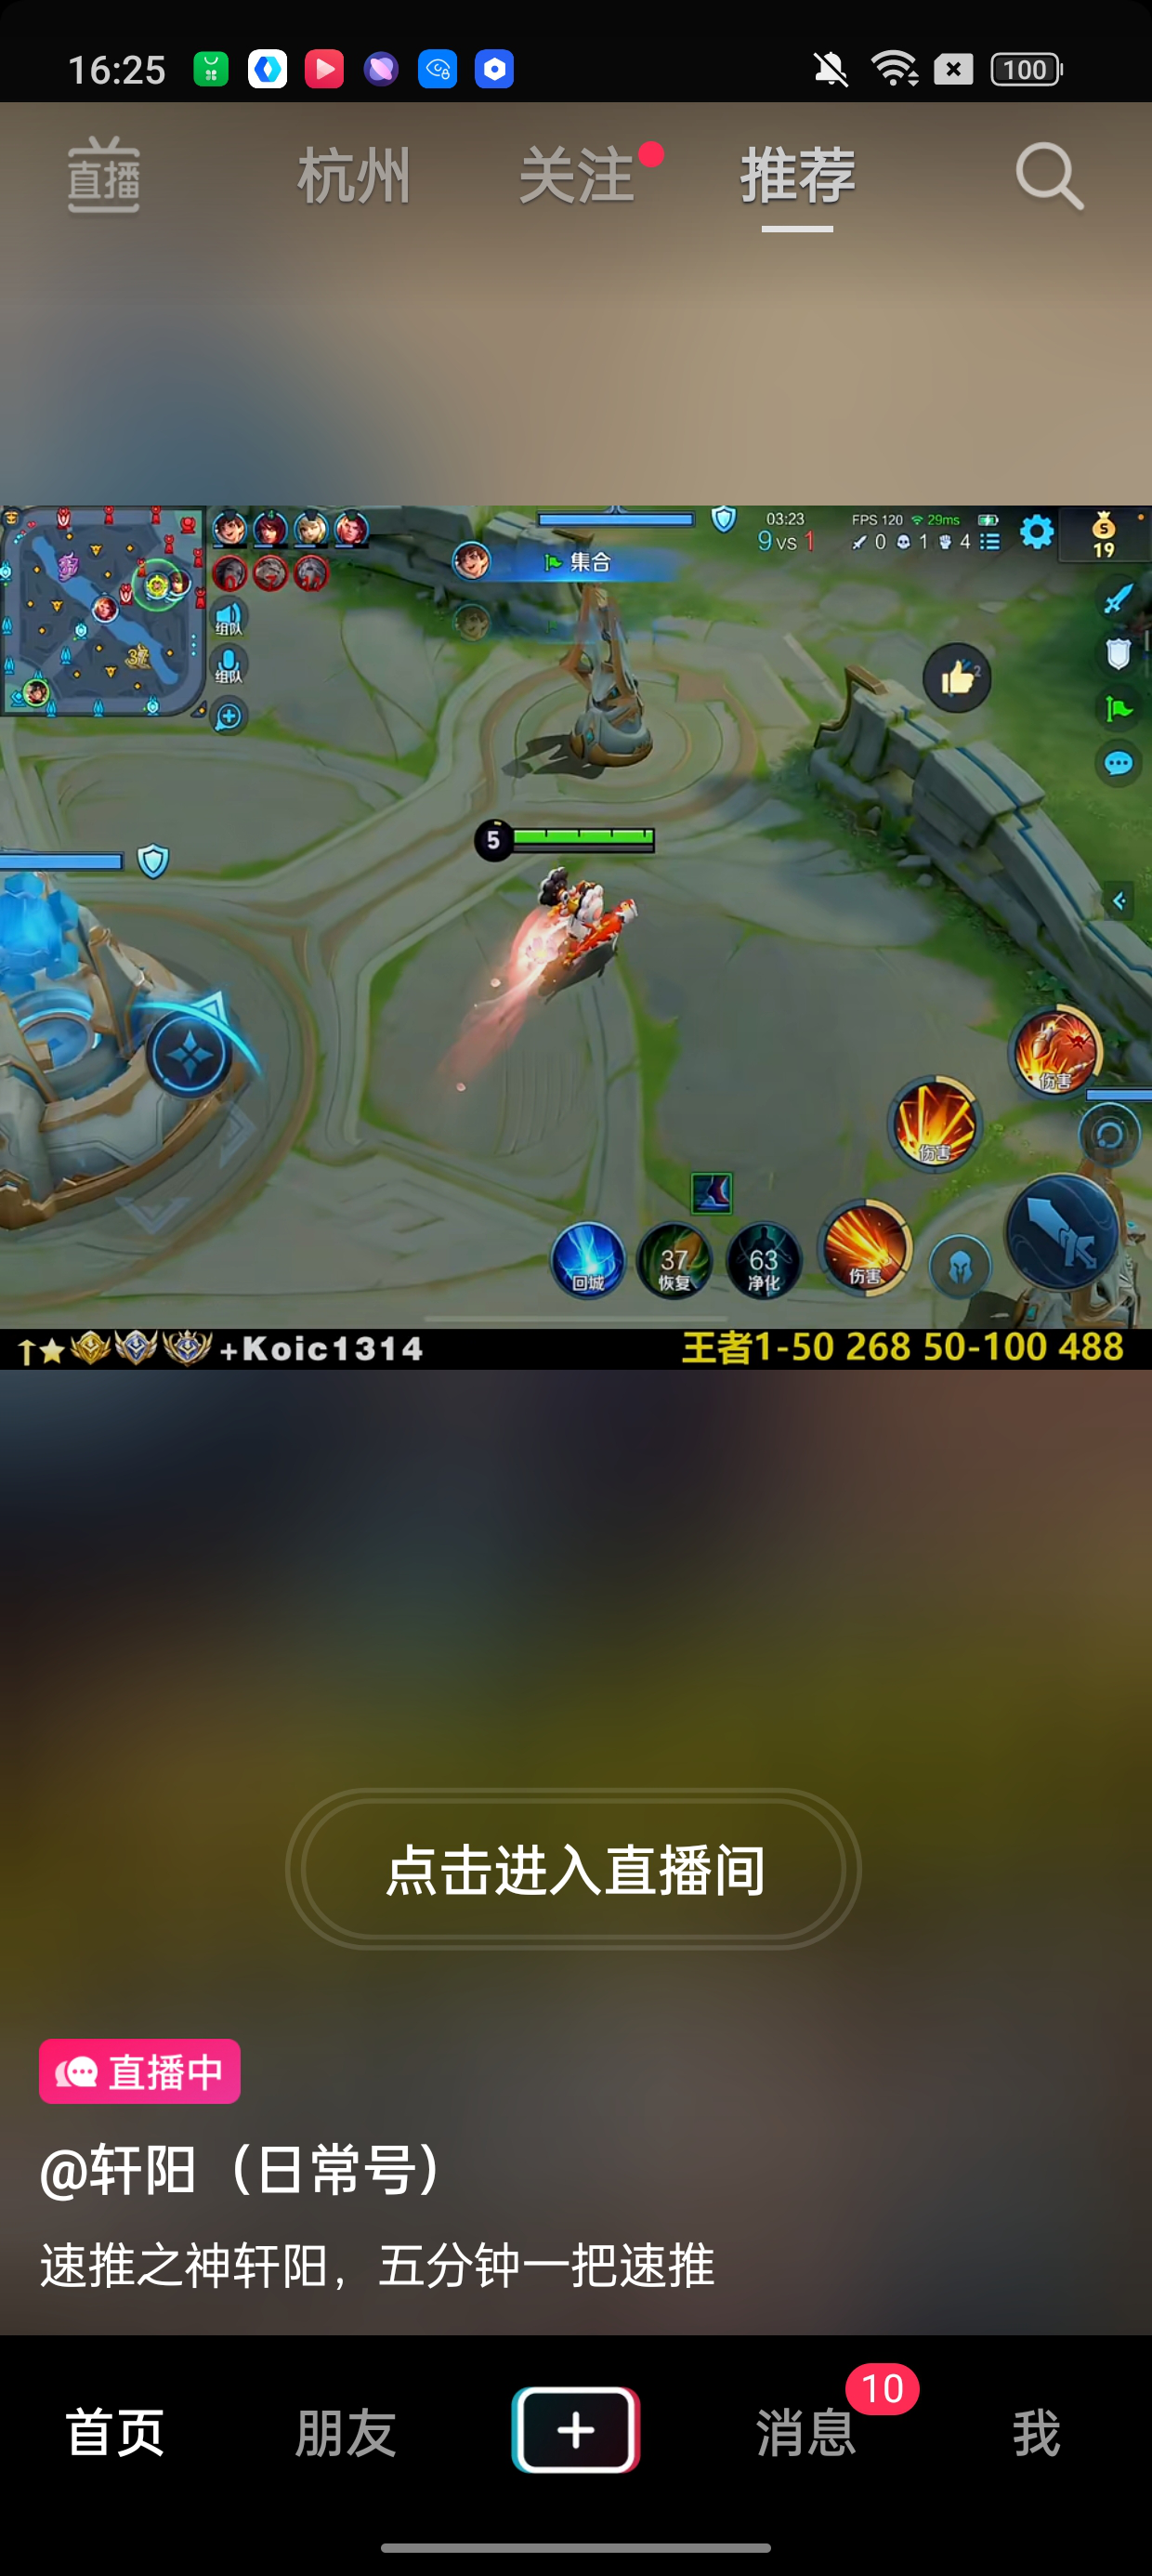 16:25
100
直播
杭州
关注
推荐
03:23
FPS 120
29ms
9 VS 1
0
1
4
5
19
集合
组队
组队
2
5
伤害
伤害
伤害
回城
37
恢复
63
净化
+Koic1314
王者1-50 268 50-100 488
点击进入直播间
直播中
@轩阳（日常号）
速推之神轩阳，五分钟一把速推
首页
朋友
消息
10
我